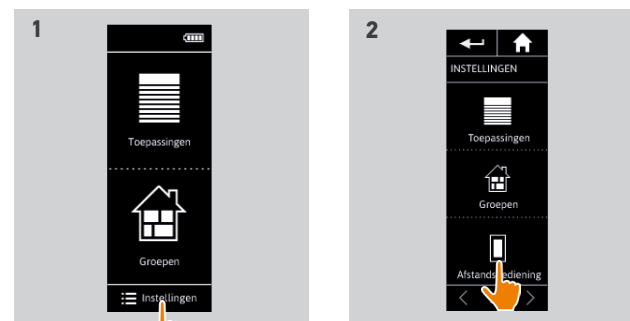 1
Toepassingen
Groepen
Instellingen
2
INSTELLINGEN
Toepassingen
Groepen
Afstandsbediening